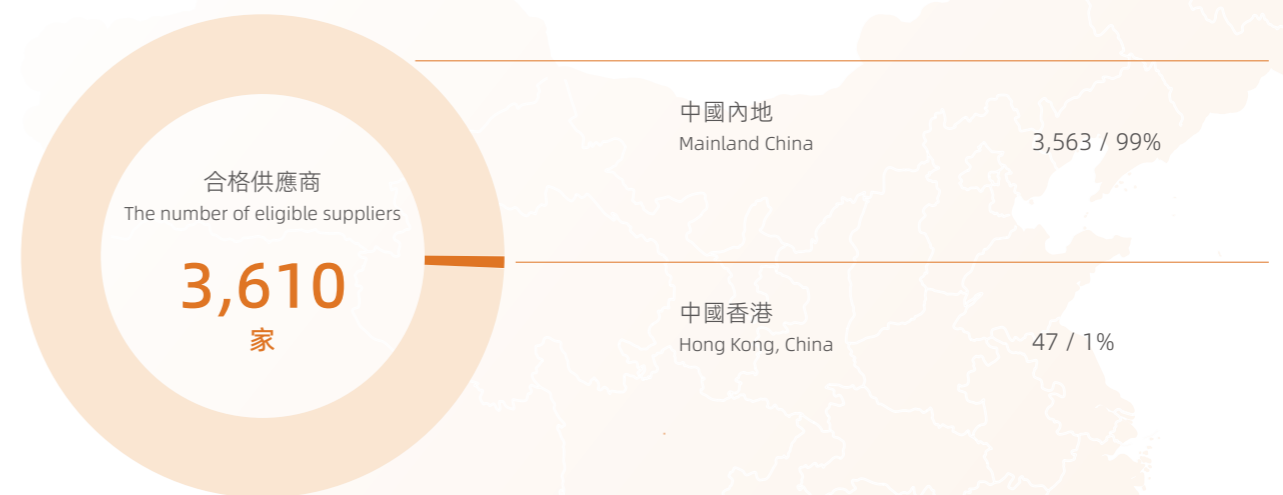 合格供應商
The number of eligible suppliers
3,610
家
中國內地
Mainland China
3,563 / 99%
中國香港
Hong Kong, China
47 / 1%